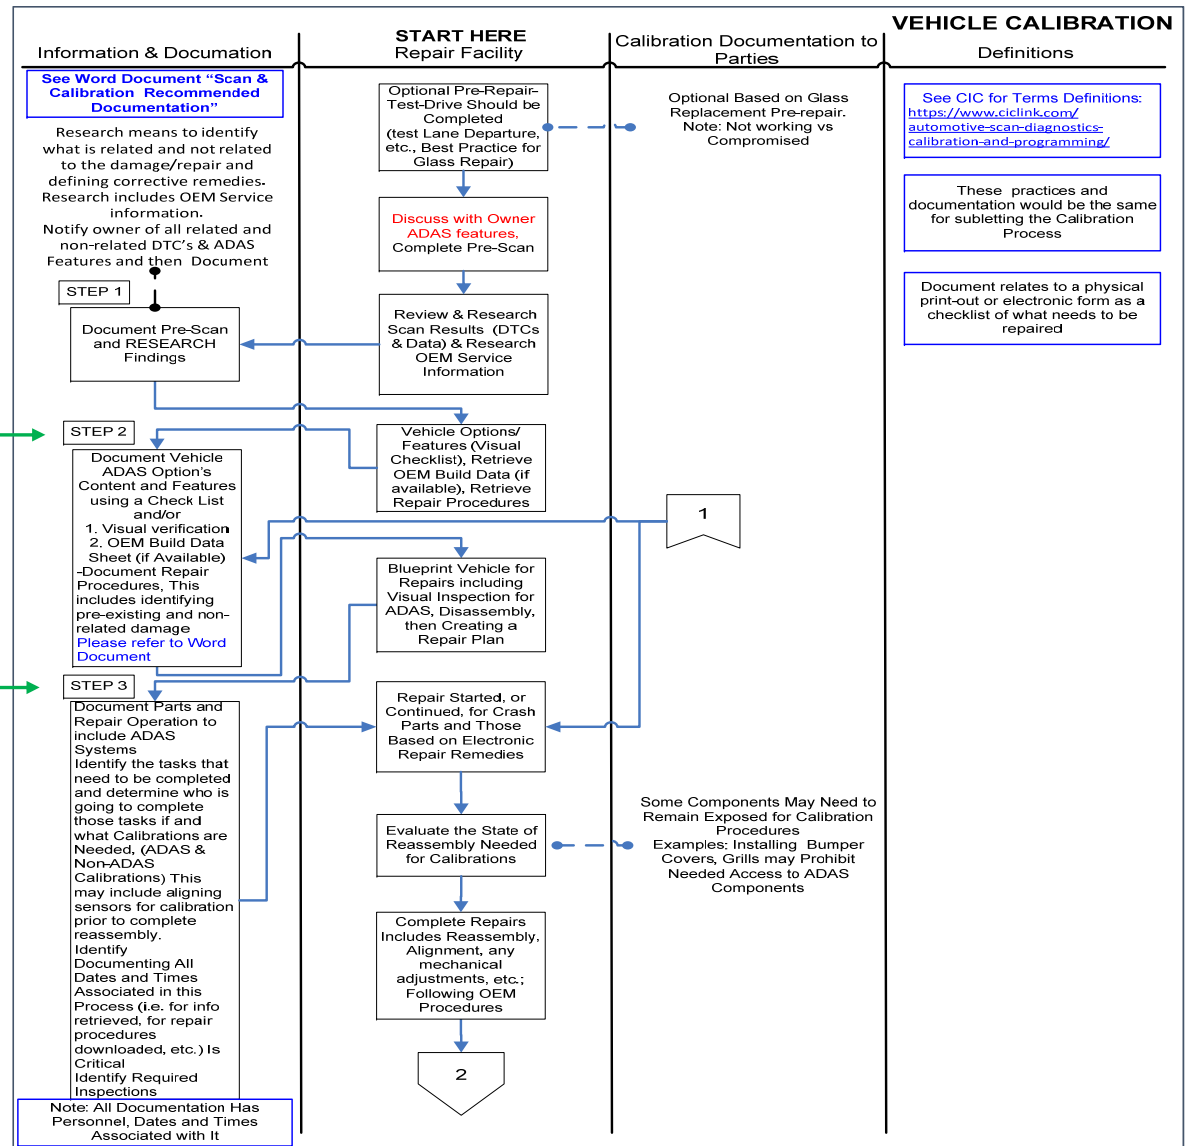 VEHICLE CALIBRATION
Information & Documation
START HERE
Repair Facility
Calibration Documentation to
Parties
Definitions
See Word Document “Scan &
Calibration Recommended
Documentation”
Research means to identify
what is related and not related
to the damage/repair and
defining corrective remedies.
Research includes OEM Service
information.
Notify owner of all related and
non-related DTC's & ADAS
Features and then Document
STEP 1
Document Pre-Scan
and RESEARCH
Findings
STEP 2
Document Vehicle
ADAS Option's
Content and Features
using a Check List
and/or
1. Visual verification
2. OEM Build Data
Sheet (if Available)
-Document Repair
Procedures, This
includes identifying
pre-existing and non-
related damage
Please refer to Word
Document
STEP 3
Document Parts and
Repair Operation to
include ADAS
Systems
Identify the tasks that
need to be completed
and determine who is
going to complete
those tasks if and
what Calibrations are
Needed, (ADAS &
Non-ADAS
Calibrations) This
may include aligning
sensors for calibration
prior to complete
reassembly.
Identify
Documenting All
Dates and Times
Associated in this
Process (i.e. for info
retrieved, for repair
procedures
downloaded, etc.) Is
Critical
Identify Required
Inspections
Note: All Documentation Has
Personnel, Dates and Times
Associated with It
Optional Pre-Repair-
Test-Drive Should be
Completed
(test Lane Departure,
etc., Best Practice for
Glass Repair)
Discuss with Owner
ADAS features,
Complete Pre-Scan
Review & Research
Scan Results (DTCs
& Data) & Research
OEM Service
Information
Vehicle Options/
Features (Visual
Checklist), Retrieve
OEM Build Data (if
available), Retrieve
Repair Procedures
Blueprint Vehicle for
Repairs including
Visual Inspection for
ADAS, Disassembly,
then Creating a
Repair Plan
Repair Started, or
Continued, for Crash
Parts and Those
Based on Electronic
Repair Remedies
Evaluate the State of
Reassembly Needed
for Calibrations
Complete Repairs
Includes Reassembly,
Alignment, any
mechanical
adjustments, etc.;
Following OEM
Procedures
2
Optional Based on Glass
Replacement Pre-repair.
Note: Not working vs
Compromised
1
Some Components May Need to
Remain Exposed for Calibration
Procedures
Examples: Installing Bumper
Covers, Grills may Prohibit
Needed Access to ADAS
Components
See CIC for Terms Definitions:
https://www.ciclink.com/
automotive-scan-diagnostics-
calibration-and-programming/
These practices and
documentation would be the same
for subletting the Calibration
Process
Document relates to a physical
print-out or electronic form as a
checklist of what needs to be
repaired